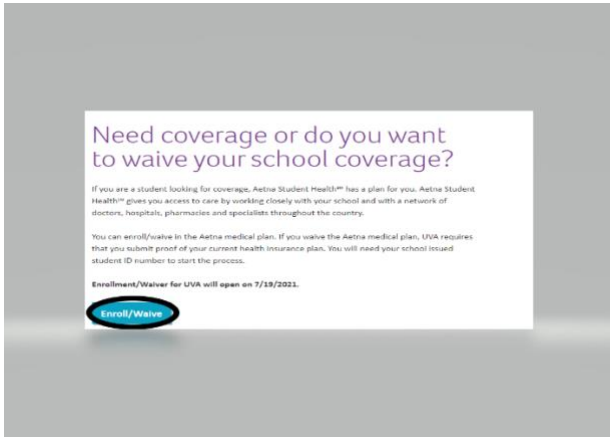 Need coverage or do you want
to waive your school coverage?
If you are a student looking for coverage, Aetna Student Health℠ has a plan for you. Aetna Student
Health℠ gives you access to care by working closely with your school and with a network of
doctors, hospitals, pharmacies and specialists throughout the country.
You can enroll/waive in the Aetna medical plan. If you waive the Aetna medical plan, UVA requires
that you submit proof of your current health insurance plan. You will need your school issued
student ID number to start the process.
Enrollment/Waiver for UVA will open on 7/19/2021.
Enroll/Waive